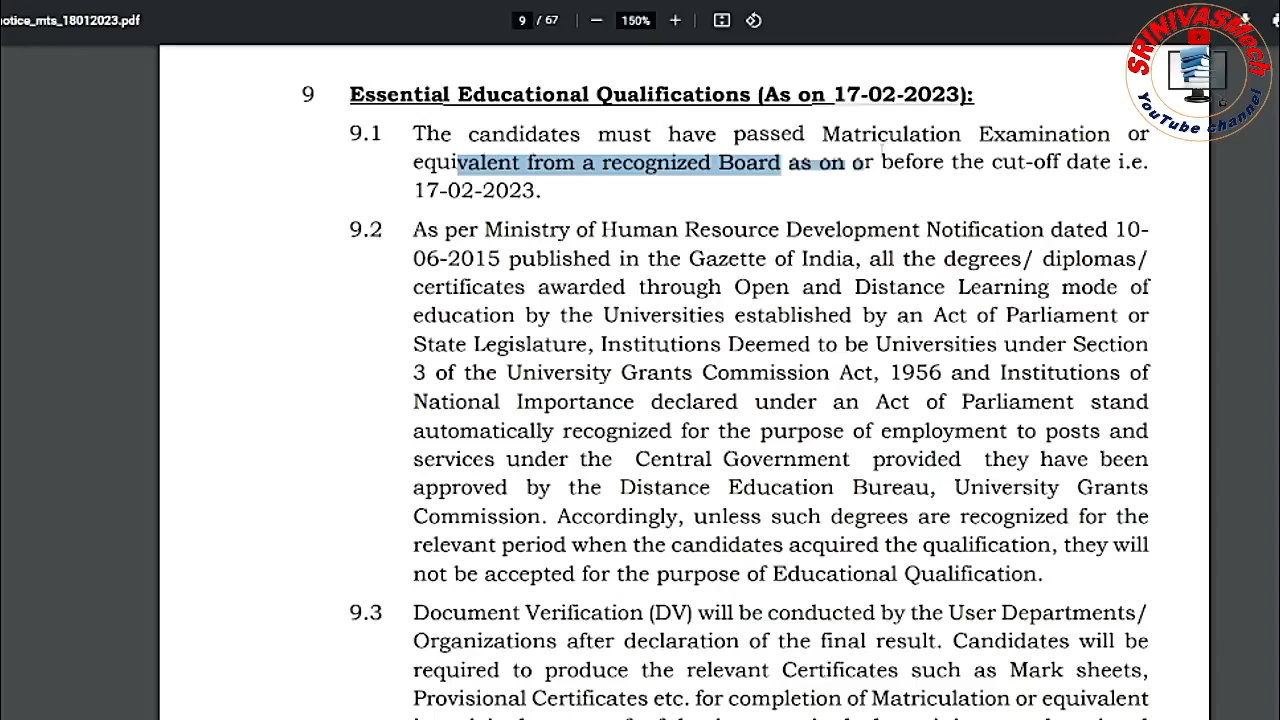 notice_mts_18012023.pdf
9 / 67
150%
SRINIVASMech
YouTube channel
9 Essential Educational Qualifications (As on 17-02-2023):
9.1 The candidates must have passed Matriculation Examination or
equivalent from a recognized Board as on or before the cut-off date i.e.
17-02-2023.
9.2 As per Ministry of Human Resource Development Notification dated 10-
06-2015 published in the Gazette of India, all the degrees/ diplomas/
certificates awarded through Open and Distance Learning mode of
education by the Universities established by an Act of Parliament or
State Legislature, Institutions Deemed to be Universities under Section
3 of the University Grants Commission Act, 1956 and Institutions of
National Importance declared under an Act of Parliament stand
automatically recognized for the purpose of employment to posts and
services under the Central Government provided they have been
approved by the Distance Education Bureau, University Grants
Commission. Accordingly, unless such degrees are recognized for the
relevant period when the candidates acquired the qualification, they will
not be accepted for the purpose of Educational Qualification.
9.3 Document Verification (DV) will be conducted by the User Departments/
Organizations after declaration of the final result. Candidates will be
required to produce the relevant Certificates such as Mark sheets,
Provisional Certificates etc. for completion of Matriculation or equivalent